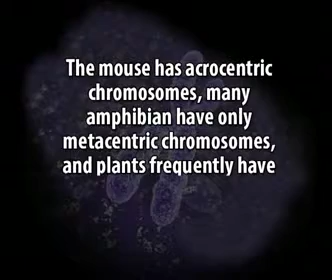 The mouse has acrocentric
chromosomes, many
amphibian have only
metacentric chromosomes,
and plants frequently have